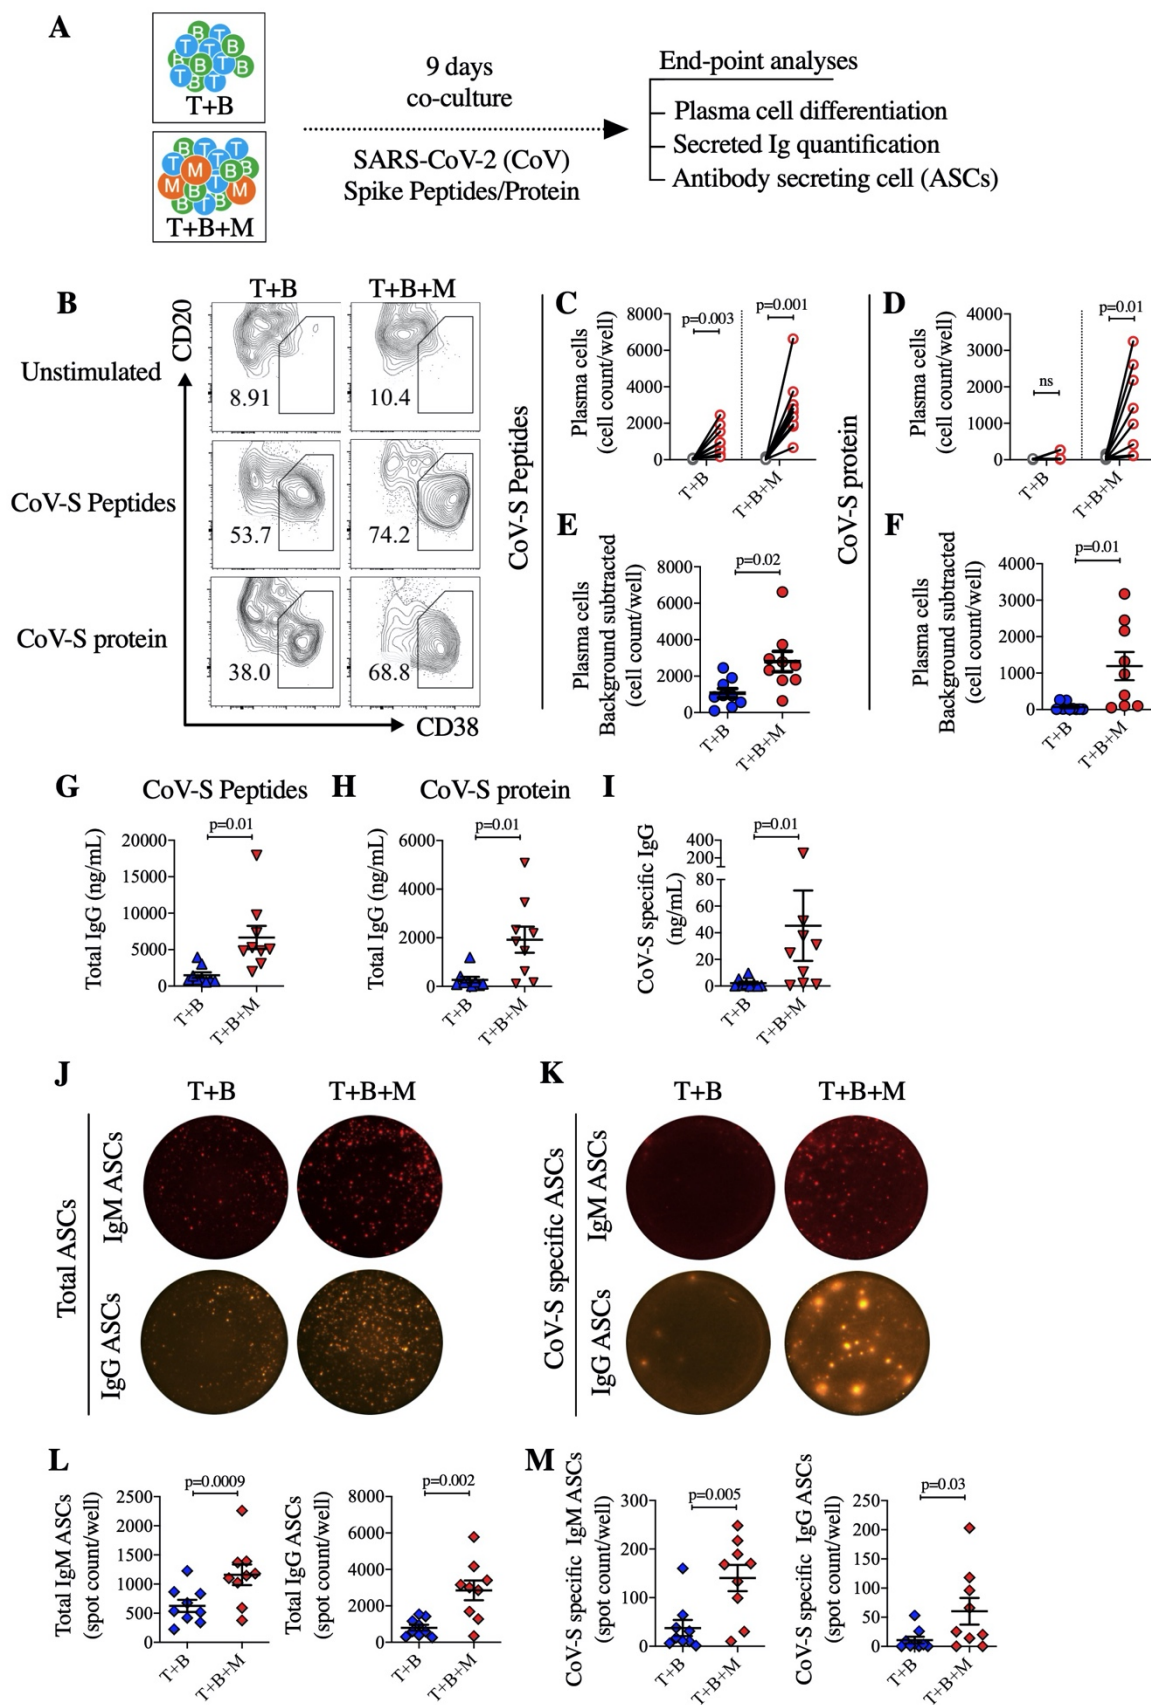 A
T+B
T+B+M
9 days
co-culture
SARS-CoV-2 (CoV)
Spike Peptides/Protein
End-point analyses
Plasma cell differentiation
Secreted Ig quantification
Antibody secreting cell (ASCs)
B
T+B
T+B+M
CD20
Unstimulated
8.91
10.4
CoV-S Peptides
53.7
74.2
CoV-S protein
38.0
68.8
CD38
CoV-S Peptides
C
Plasma cells
(cell count/well)
8000
6000
4000
2000
0
p=0.003
p=0.001
T+B
T+B+M
CoV-S protein
D
Plasma cells
(cell count/well)
4000
3000
2000
1000
0
ns
p=0.01
T+B
T+B+M
E
Plasma cells
Background subtracted
(cell count/well)
8000
6000
4000
2000
0
p=0.02
T+B
T+B+M
F
Plasma cells
Background subtracted
(cell count/well)
4000
3000
2000
1000
0
p=0.01
T+B
T+B+M
G
CoV-S Peptides
Total IgG (ng/mL)
20000
15000
10000
5000
0
p=0.01
T+B
T+B+M
H
CoV-S protein
Total IgG (ng/mL)
6000
4000
2000
0
p=0.01
T+B
T+B+M
I
CoV-S specific IgG
(ng/mL)
400
200
80
60
40
20
0
p=0.01
T+B
T+B+M
J
T+B
T+B+M
Total ASCs
IgM ASCs
IgG ASCs
K
T+B
T+B+M
CoV-S specific ASCs
IgM ASCs
IgG ASCs
L
Total IgM ASCs
(spot count/well)
2500
2000
1500
1000
500
0
p=0.0009
T+B
T+B+M
Total IgG ASCs
(spot count/well)
8000
6000
4000
2000
0
p=0.002
T+B
T+B+M
M
CoV-S specific IgM ASCs
(spot count/well)
300
200
100
0
p=0.005
T+B
T+B+M
CoV-S specific IgG ASCs
(spot count/well)
250
200
150
100
50
0
p=0.03
T+B
T+B+M